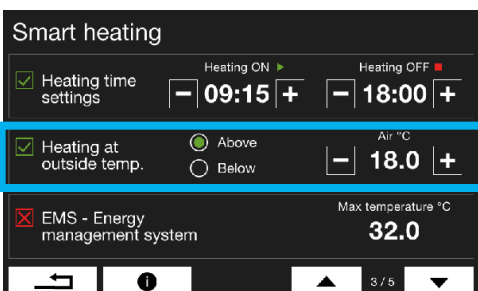 Smart heating
Heating time
settings
Heating ON
− 09:15 +
Heating OFF
− 18:00 +
Heating at
outside temp.
Above
Below
Air °C
− 18.0 +
EMS - Energy
management system
Max temperature °C
32.0
i
3/5